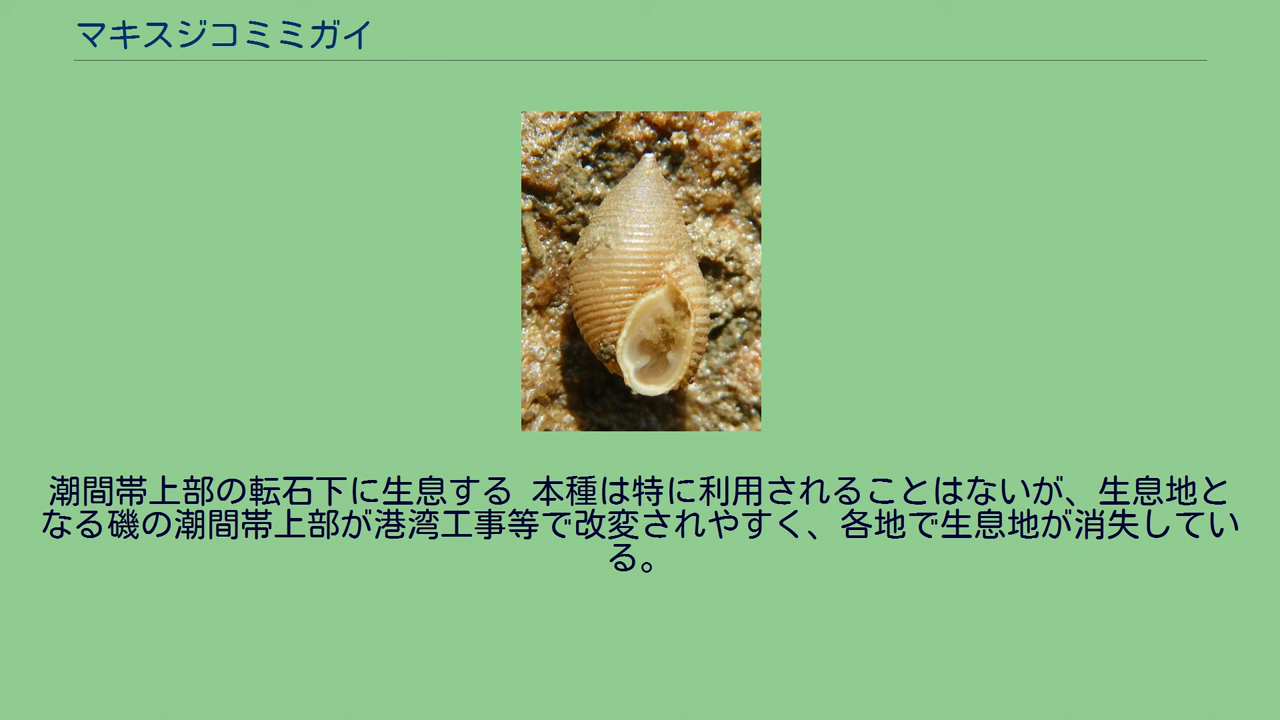 マキスジコミミガイ
潮間帯上部の転石下に生息する 本種は特に利用されることはないが、生息地と
なる磯の潮間帯上部が港湾工事等で改変されやすく、各地で生息地が消失してい
る。